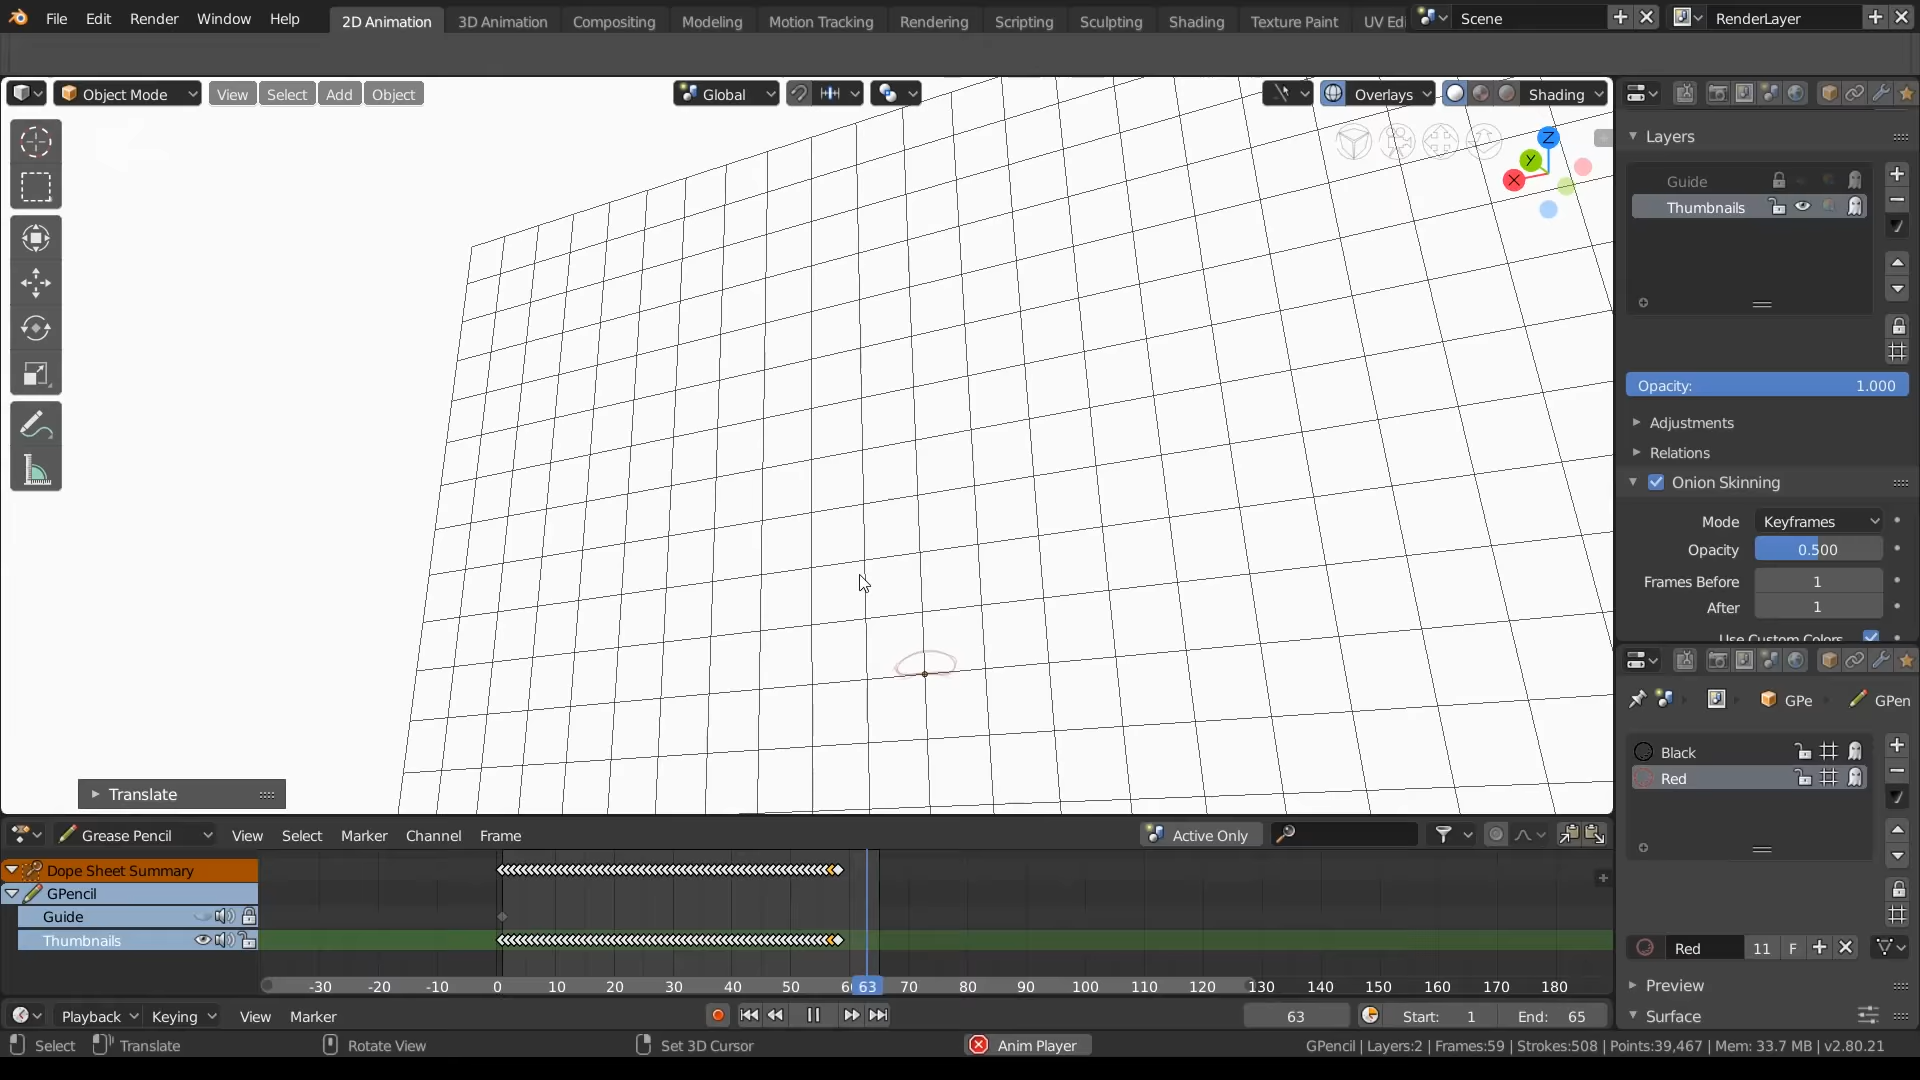 File Edit Render Window Help 2D Animation 3D Animation Compositing Modeling Motion Tracking Rendering Scripting Sculpting Shading Texture Paint UV Edi Scene RenderLayer
Object Mode View Select Add Object Global Overlays Shading
Z
Y
X
Layers
Guide
Thumbnails
Opacity: 1.000
Adjustments
Relations
Onion Skinning
Mode Keyframes
Opacity 0.500
Frames Before 1
After 1
Use Custom Colors
GPe GPen
Black
Red
Red 11 F
Preview
Surface
Translate
Grease Pencil View Select Marker Channel Frame Active Only
Dope Sheet Summary
GPencil
Guide
Thumbnails
-30 -20 -10 0 10 20 30 40 50 6 63 70 80 90 100 110 120 130 140 150 160 170 180
Playback Keying View Marker 63 Start: 1 End: 65
Select Translate Rotate View Set 3D Cursor Anim Player GPencil | Layers:2 | Frames:59 | Strokes:508 | Points:39,467 | Mem: 33.7 MB | v2.80.21